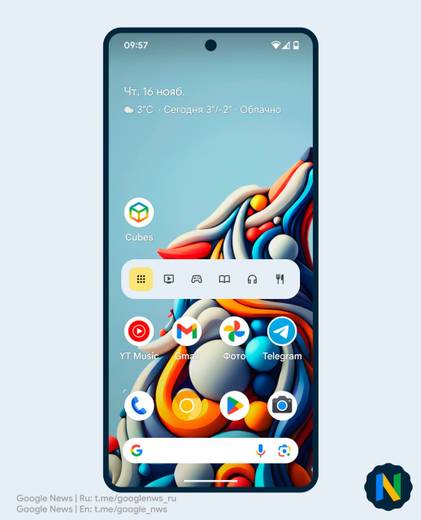 09:57
Чт, 16 нояб.
3°C · Сегодня 3°/-2° · Облачно
Cubes
YT Music Gmail Фото Telegram
G
Google News | Ru: t.me/googlenws_ru
Google News | En: t.me/google_nws
N